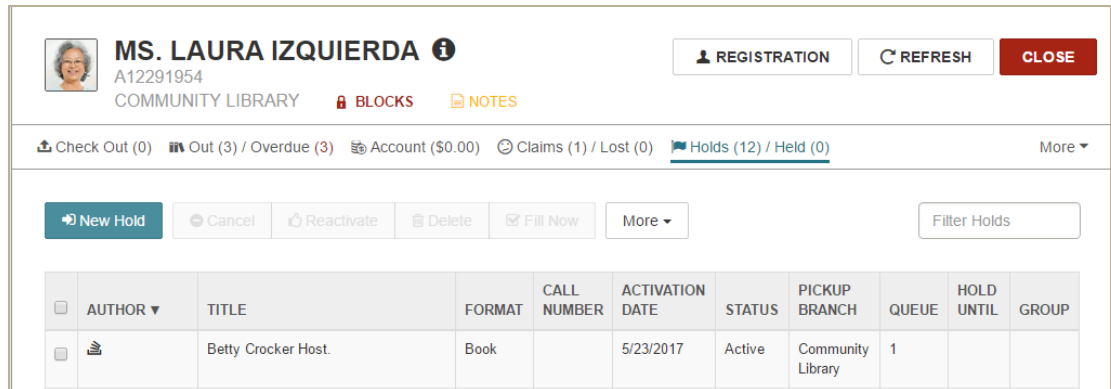 MS. LAURA IZQUIERDA
REGISTRATION REFRESH CLOSE
A12291954
COMMUNITY LIBRARY BLOCKS NOTES
Check Out (0) Out (3) / Overdue (3) Account ($0.00) Claims (1) / Lost (0) Holds (12) / Held (0) More
New Hold Cancel Reactivate Delete Fill Now More Filter Holds
AUTHOR TITLE FORMAT CALL NUMBER ACTIVATION DATE STATUS PICKUP BRANCH QUEUE HOLD UNTIL GROUP
Betty Crocker Host. Book 5/23/2017 Active Community Library 1